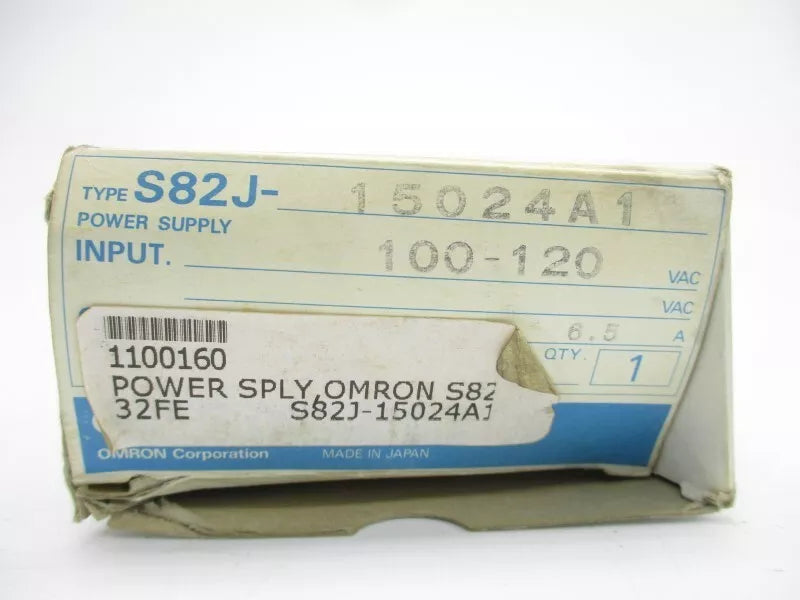 TYPE S82J- 15024A1
POWER SUPPLY
INPUT. 100-120 VAC
VAC
6.5 A
QTY. 1
1100160
POWER SPLY,OMRON S82
32FE S82J-15024A1
OMRON Corporation MADE IN JAPAN